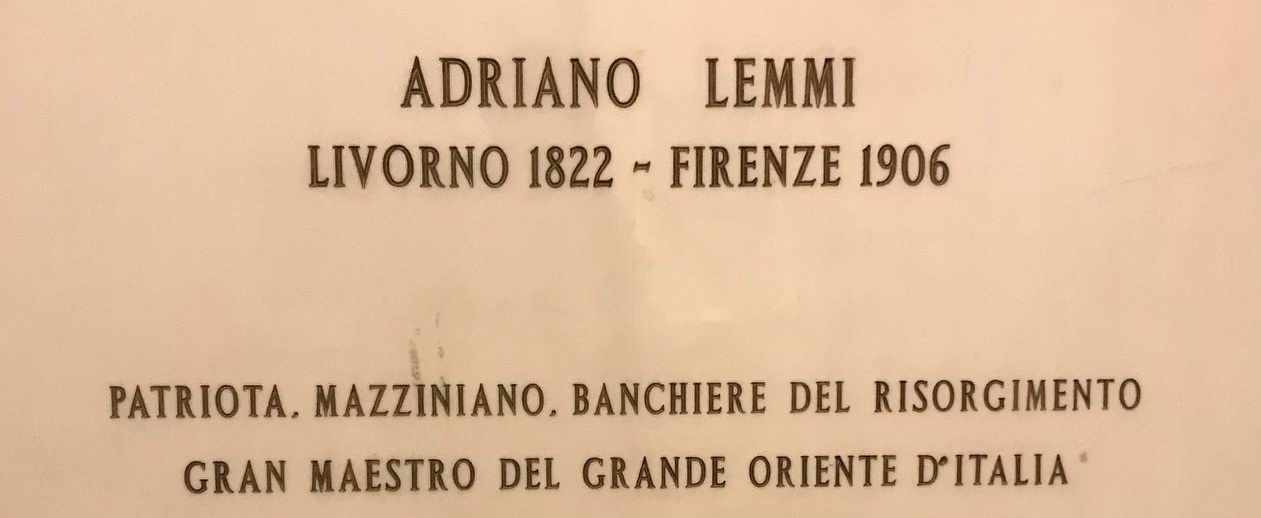 ADRIANO LEMMI
LIVORNO 1822 - FIRENZE 1906
PATRIOTA, MAZZINIANO, BANCHIERE DEL RISORGIMENTO
GRAN MAESTRO DEL GRANDE ORIENTE D'ITALIA